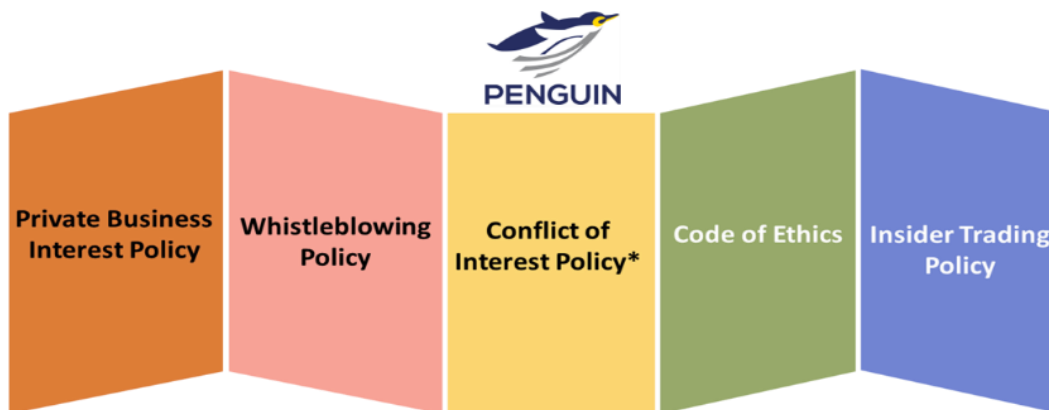 PENGUIN
Private Business
Interest Policy
Whistleblowing
Policy
Conflict of
Interest Policy*
Code of Ethics
Insider Trading
Policy